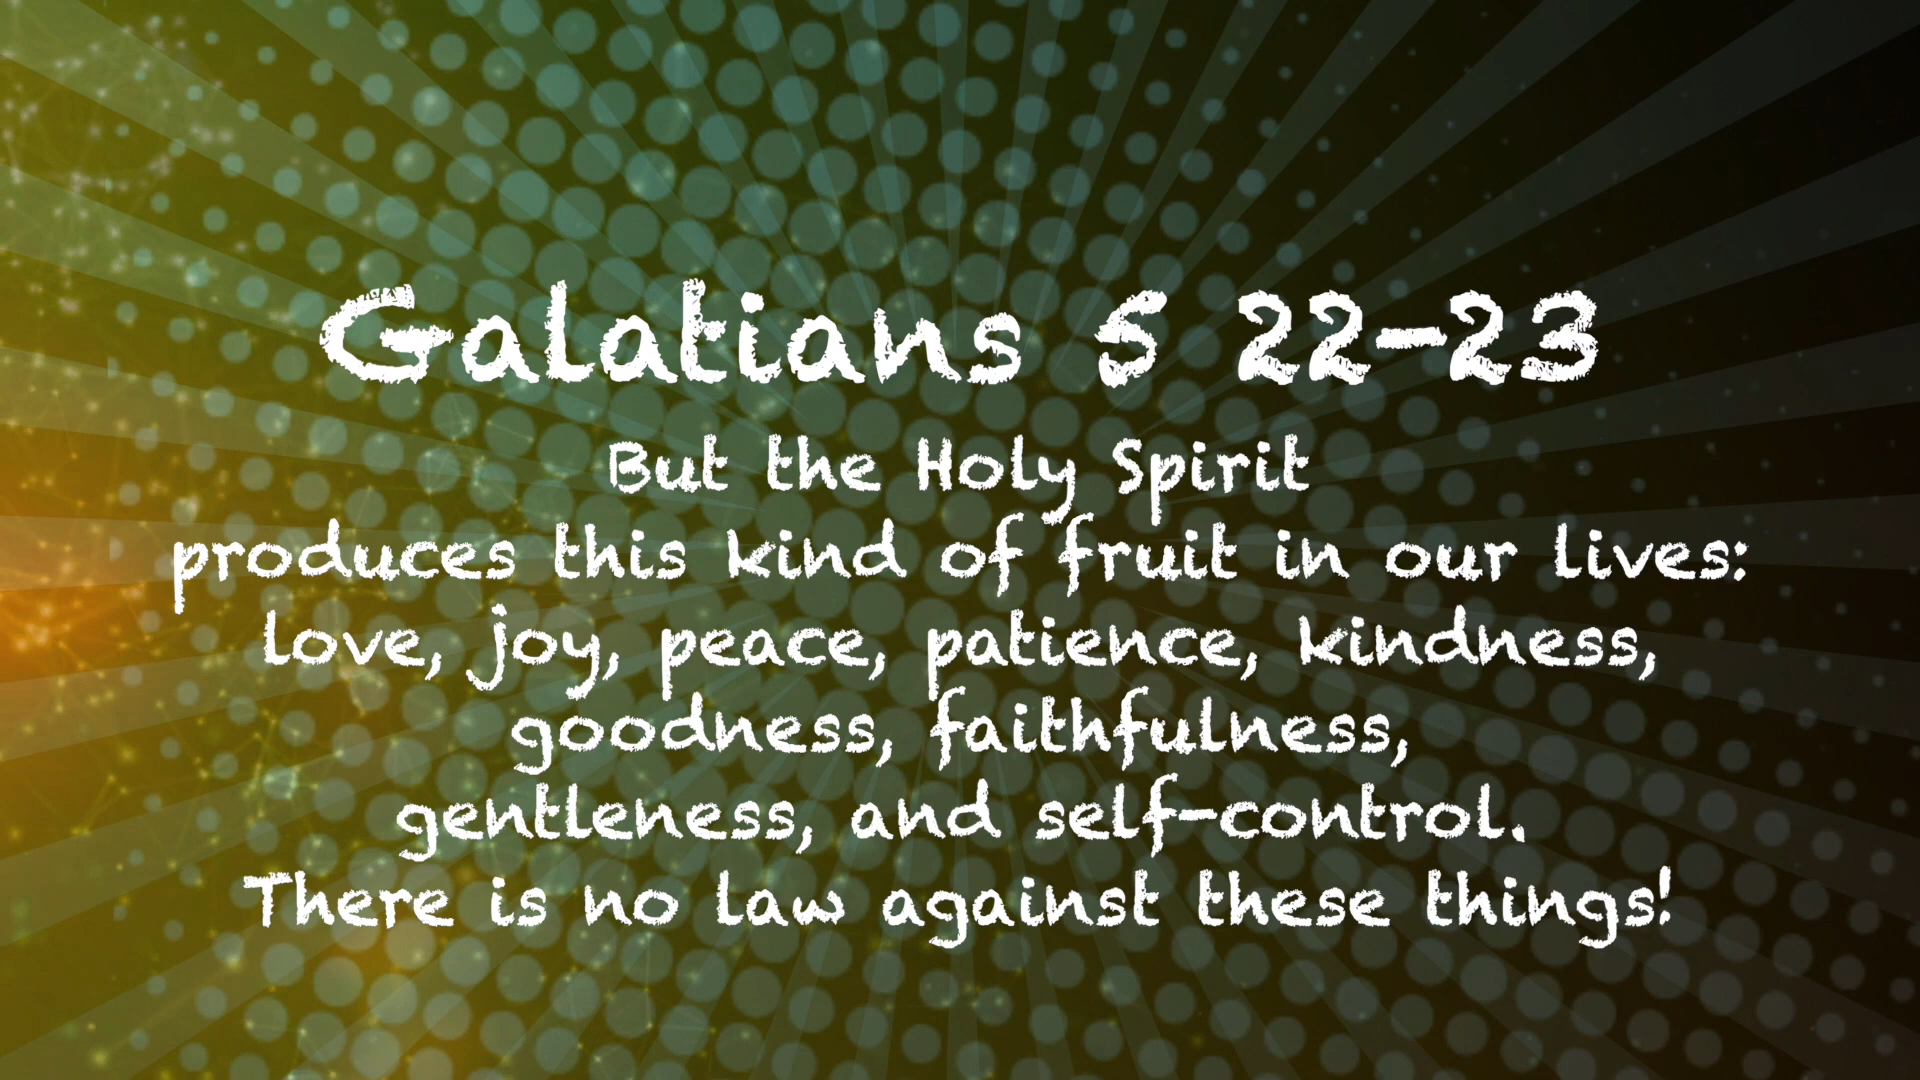 Galatians 5 22-23
But the Holy Spirit
produces this kind of fruit in our lives:
love, joy, peace, patience, kindness,
goodness, faithfulness,
gentleness, and self-control.
There is no law against these things!